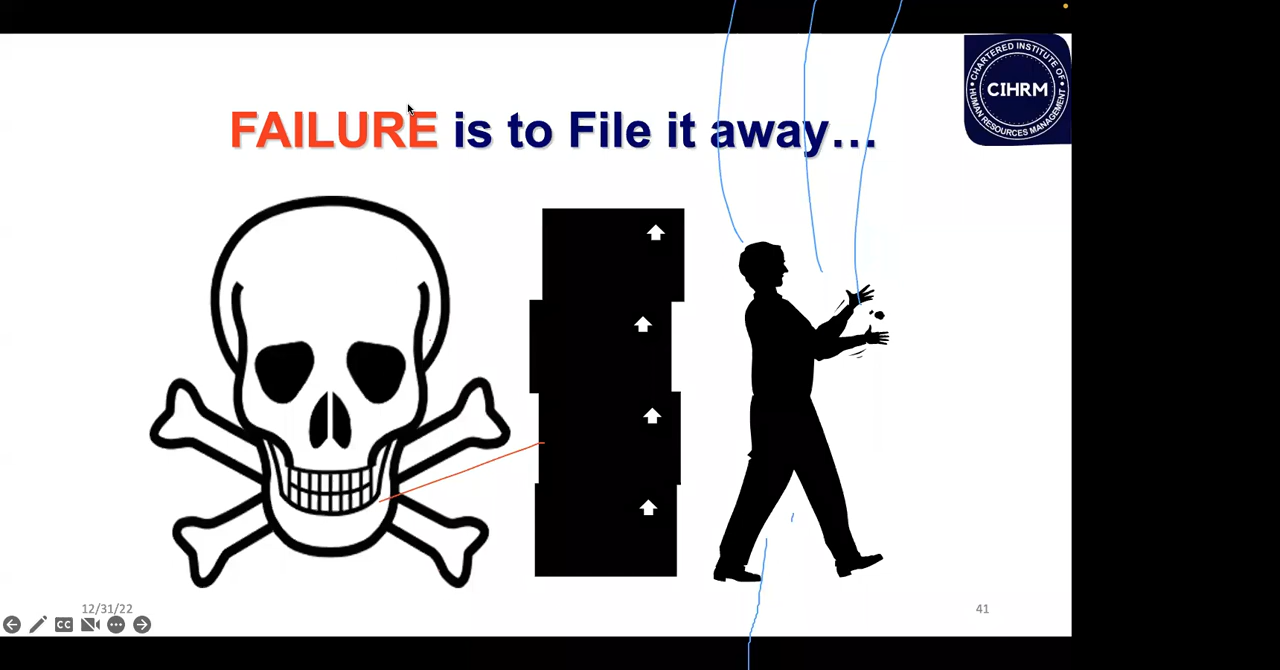 FAILURE is to File it away...
CHARTERED INSTITUTE OF
CIHRM
HUMAN RESOURCES MANAGEMENT
12/31/22
41
CC